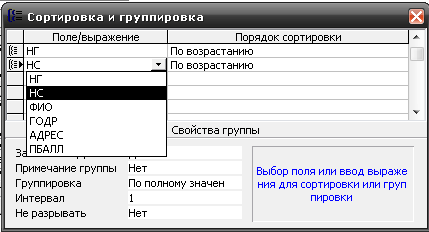 Сортировка и группировка
Поле/выражение Порядок сортировки
НГ По возрастанию
НС По возрастанию
НГ
НС
ФИО
ГОДР
АДРЕС
ПБАЛЛ
Свойства группы
За
Примечание группы Нет
Группировка По полному значен
Интервал 1
Не разрывать Нет
Выбор поля или ввод выраже
ния для сортировки или груп
пировки